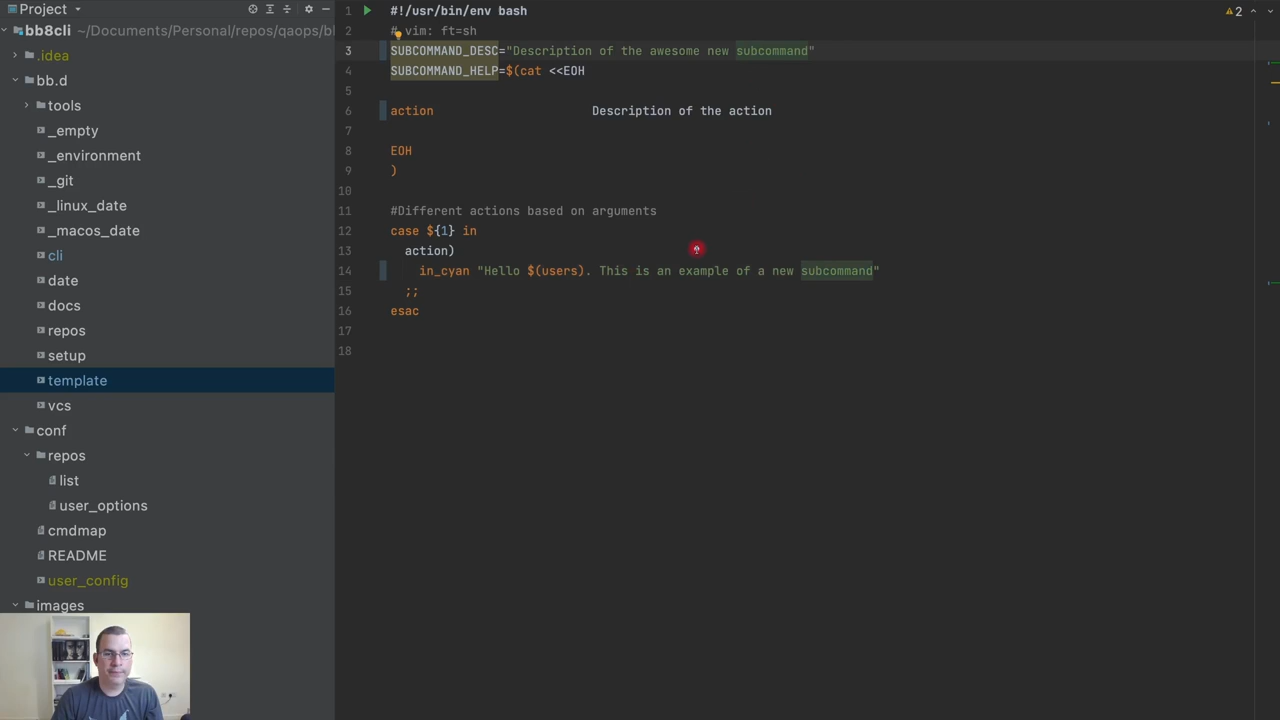 Project
bb8cli ~/Documents/Personal/repos/qaops/bl
.idea
bb.d
tools
_empty
_environment
_git
_linux_date
_macos_date
cli
date
docs
repos
setup
template
vcs
conf
repos
list
user_options
cmdmap
README
user_config
images
2
1 #!/usr/bin/env bash
2 # vim: ft=sh
3 SUBCOMMAND_DESC="Description of the awesome new subcommand"
4 SUBCOMMAND_HELP=$(cat <<EOH
5
6 action Description of the action
7
8 EOH
9 )
10
11 #Different actions based on arguments
12 case ${1} in
13 action)
14 in_cyan "Hello $(users). This is an example of a new subcommand"
15 ;;
16 esac
17
18